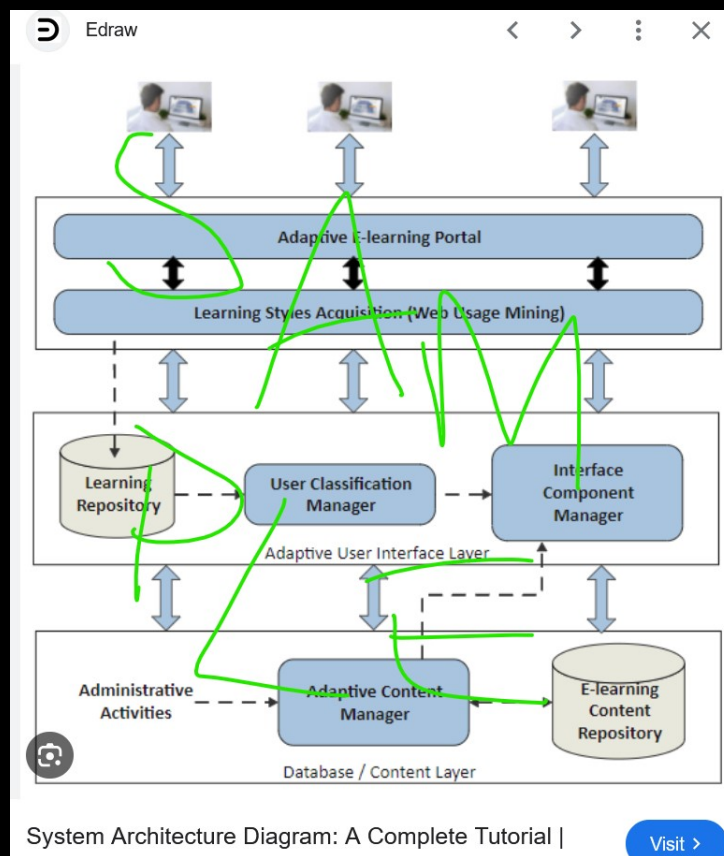 Edraw
Adaptive E-learning Portal
Learning Styles Acquisition (Web Usage Mining)
Learning
Repository
User Classification
Manager
Interface
Component
Manager
Adaptive User Interface Layer
Administrative
Activities
Adaptive Content
Manager
E-learning
Content
Repository
Database / Content Layer
SAMPLE
System Architecture Diagram: A Complete Tutorial |
Visit >